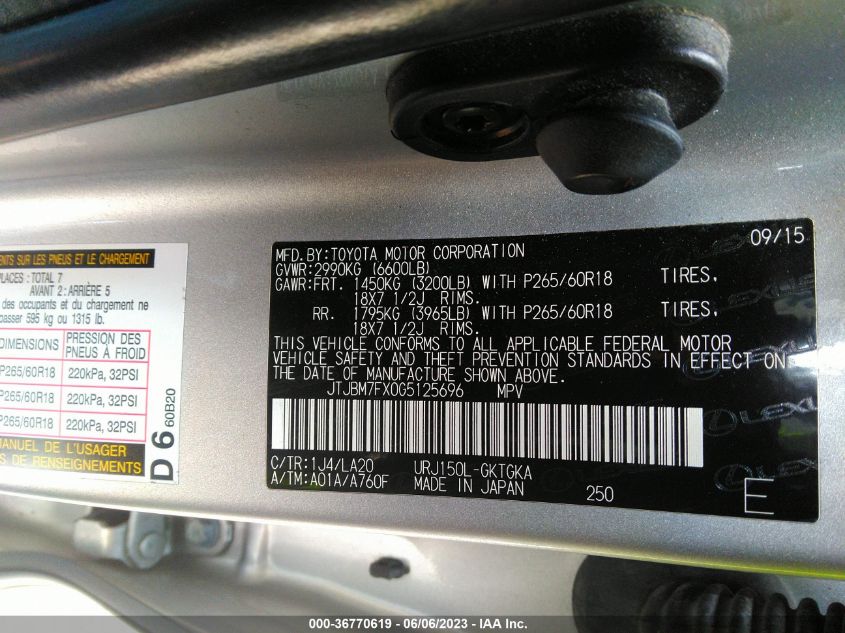 ENTS SUR LES PNEUS ET LE CHARGEMENT
PLACES : TOTAL 7
AVANT 2 : ARRIÈRE 5
des occupants et du chargement ne
passer 595 kg ou 1315 lb.
DIMENSIONS PRESSION DES PNEUS À FROID
P265/60R18 220kPa, 32PSI
P265/60R18 220kPa, 32PSI
P265/60R18 220kPa, 32PSI
MANUEL DE L'USAGER
DES RENSEIGNEMENTS
D 6 60B20
09/15
MFD.BY:TOYOTA MOTOR CORPORATION
GVWR:2990KG (6600LB)
GAWR:FRT. 1450KG (3200LB) WITH P265/60R18 TIRES.
18X7 1/2J RIMS.
RR. 1795KG (3965LB) WITH P265/60R18 TIRES.
18X7 1/2J RIMS.
THIS VEHICLE CONFORMS TO ALL APPLICABLE FEDERAL MOTOR
VEHICLE SAFETY AND THEFT PREVENTION STANDARDS IN EFFECT ON
THE DATE OF MANUFACTURE SHOWN ABOVE.
JTJBM7FX0G5125696 MPV
C/TR:1J4/LA20 URJ150L-GKTGKA
A/TM:A01A/A760F MADE IN JAPAN 250 E
000-36770619 - 06/06/2023 - IAA Inc.